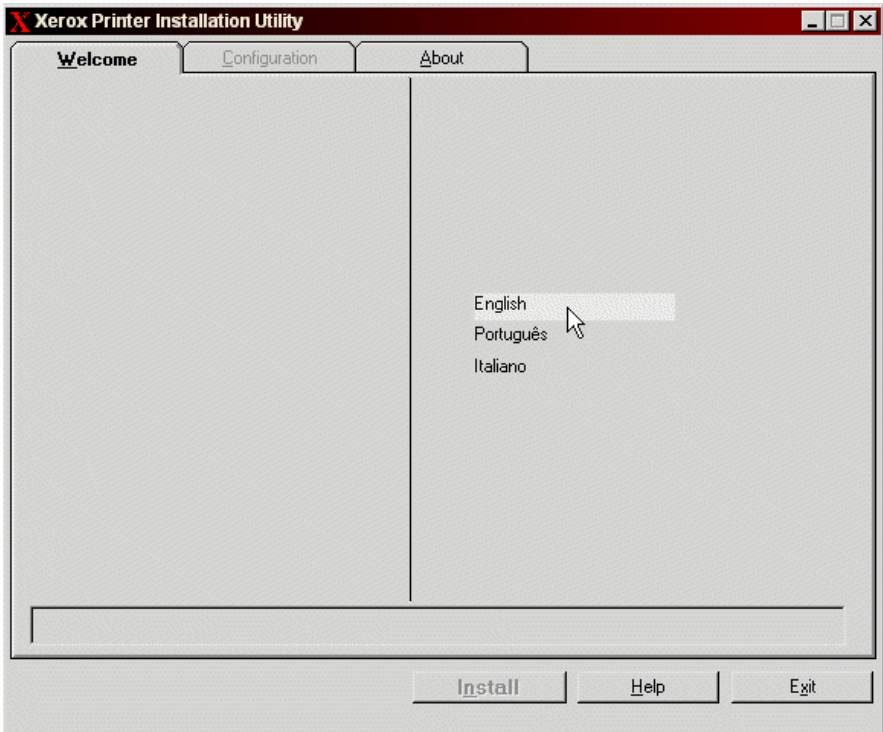 Xerox Printer Installation Utility
Welcome Configuration About
English
Português
Italiano
Install Help Exit